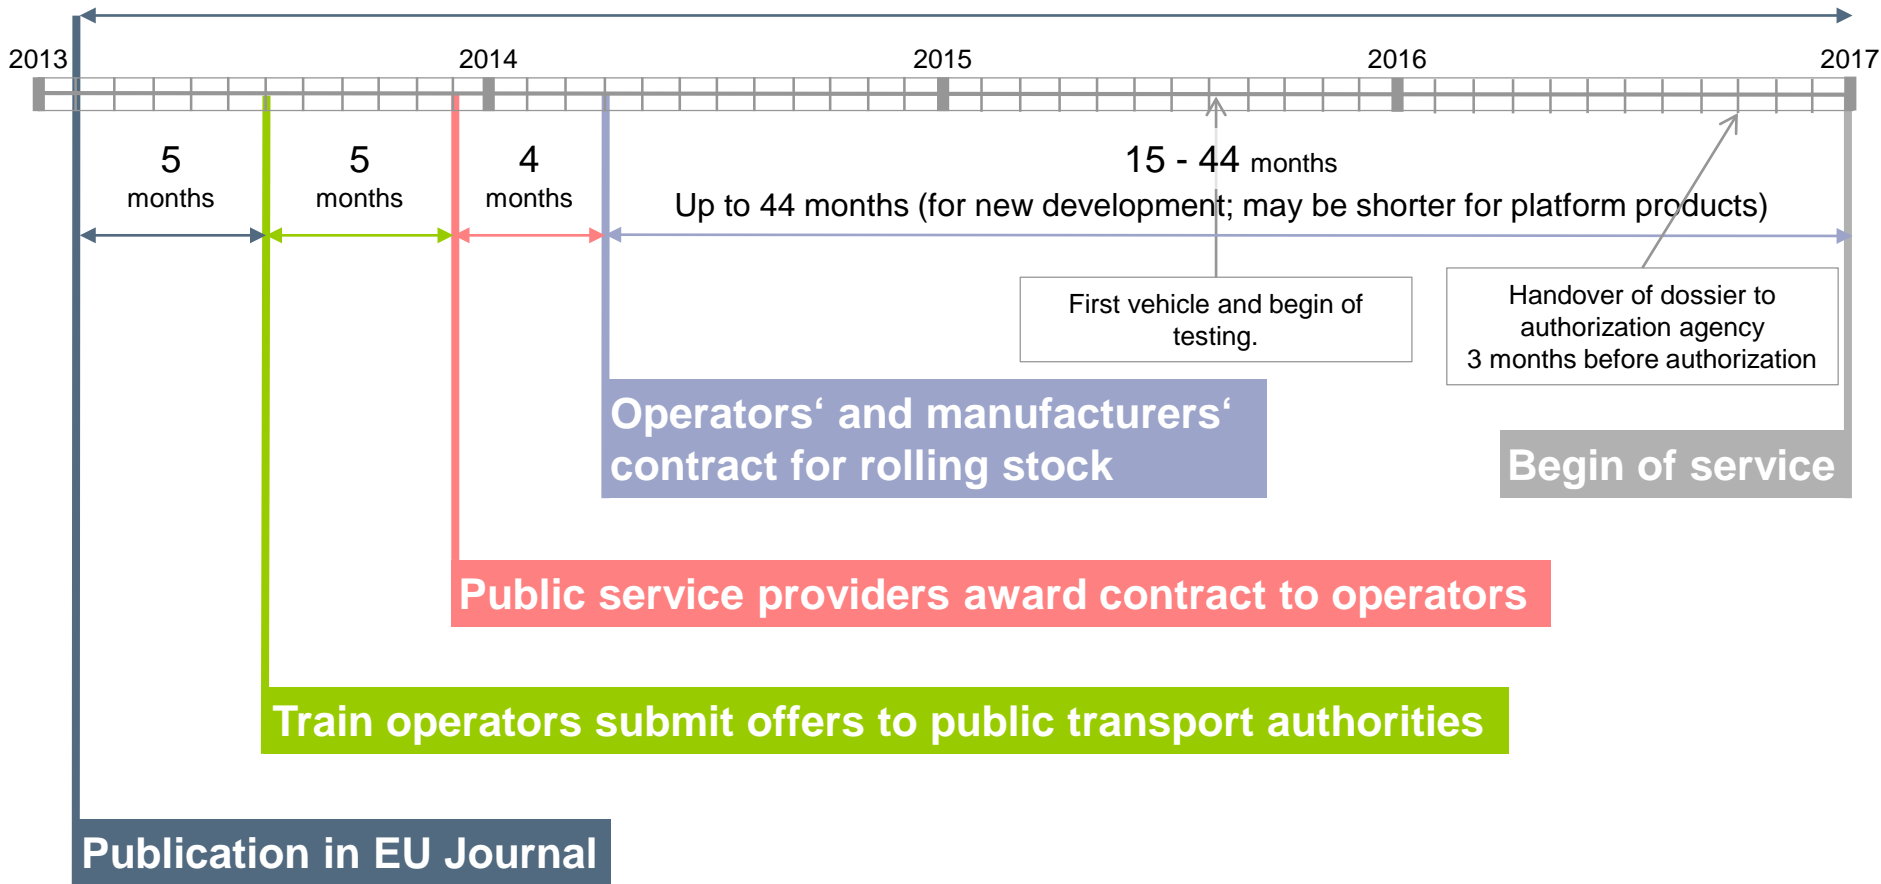 2013
2014
2015
2016
2017
5
months
5
months
4
months
15 - 44 months
Up to 44 months (for new development; may be shorter for platform products)
First vehicle and begin of
testing.
Handover of dossier to
authorization agency
3 months before authorization
Operators‘ and manufacturers‘
contract for rolling stock
Begin of service
Public service providers award contract to operators
Train operators submit offers to public transport authorities
Publication in EU Journal